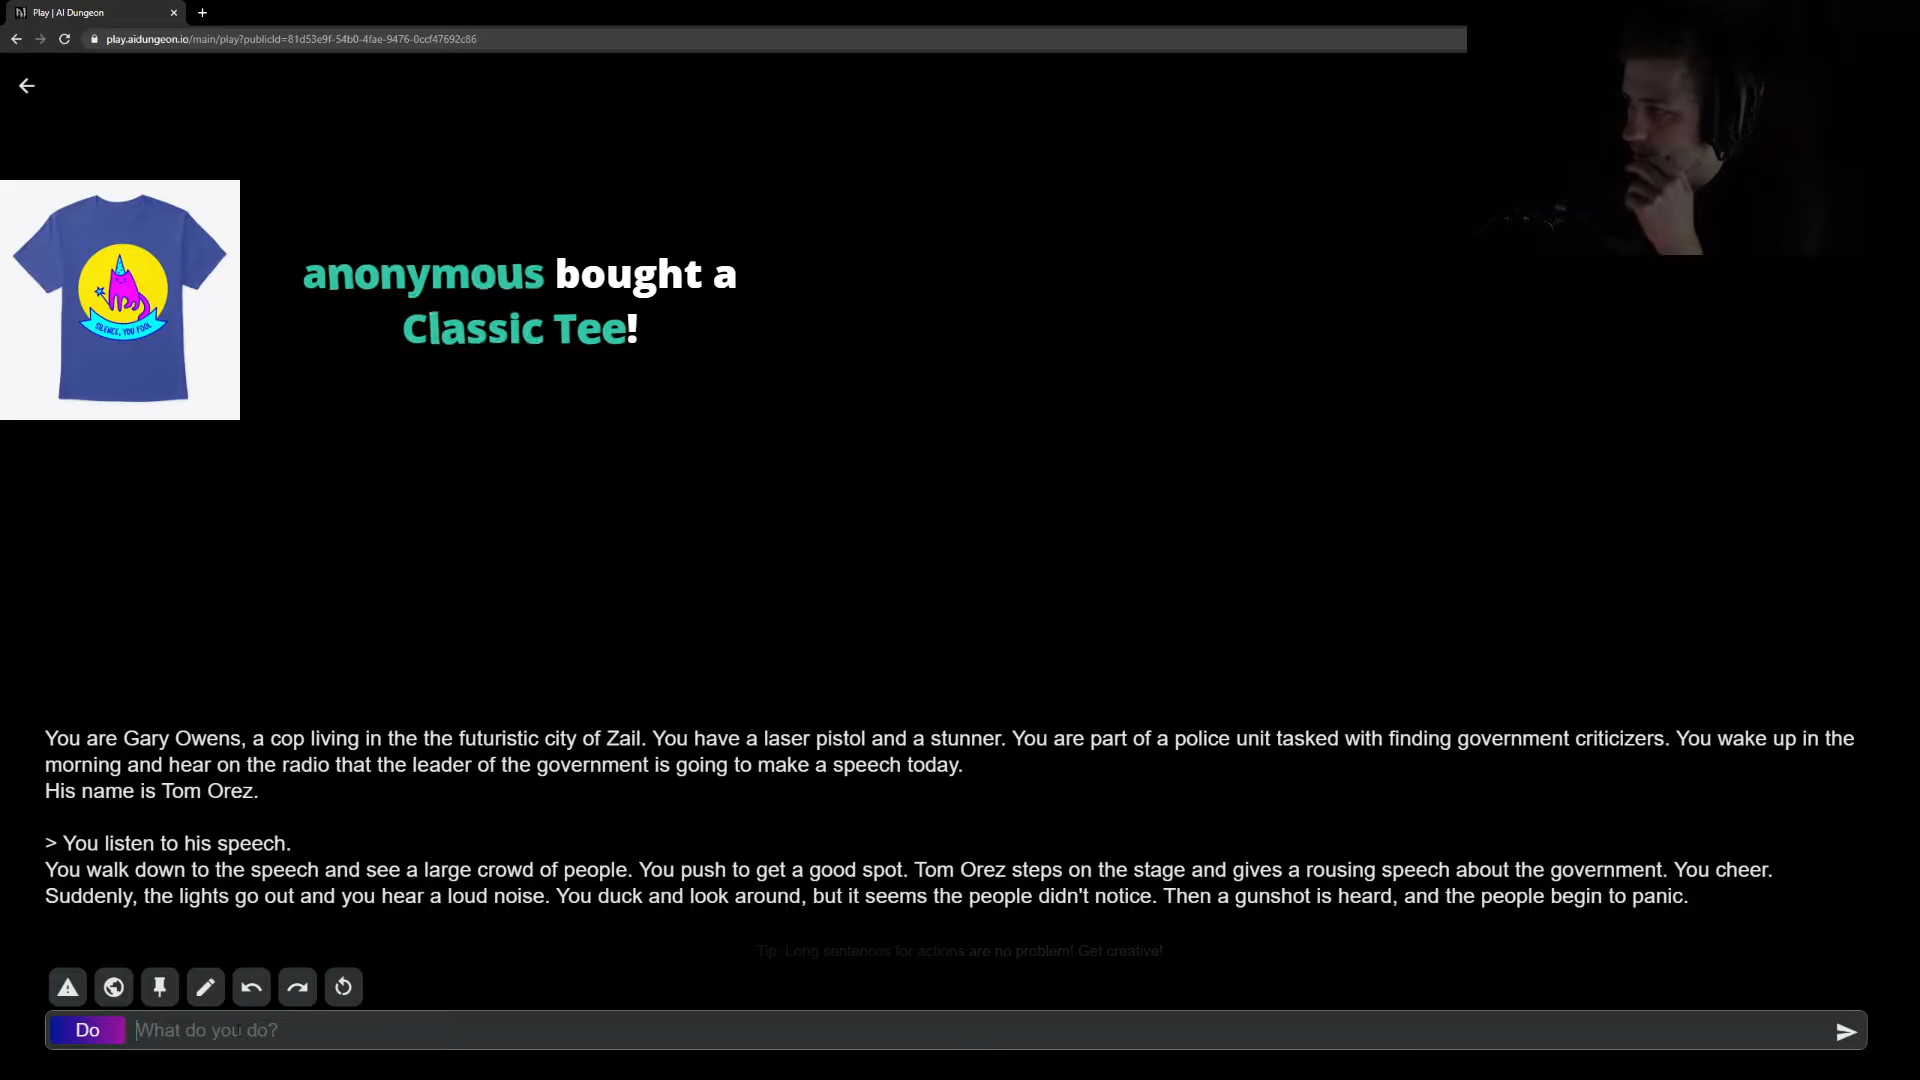 Play | AI Dungeon
play.aidungeon.io/main/play?publicId=81d53e9f-54b0-4fae-9476-0ccf47692c86
SILENCE, YOU FOOL
anonymous bought a
Classic Tee!
You are Gary Owens, a cop living in the the futuristic city of Zail. You have a laser pistol and a stunner. You are part of a police unit tasked with finding government criticizers. You wake up in the
morning and hear on the radio that the leader of the government is going to make a speech today.
His name is Tom Orez.
> You listen to his speech.
You walk down to the speech and see a large crowd of people. You push to get a good spot. Tom Orez steps on the stage and gives a rousing speech about the government. You cheer.
Suddenly, the lights go out and you hear a loud noise. You duck and look around, but it seems the people didn't notice. Then a gunshot is heard, and the people begin to panic.
Tip: Long sentences for actions are no problem! Get creative!
Do What do you do?